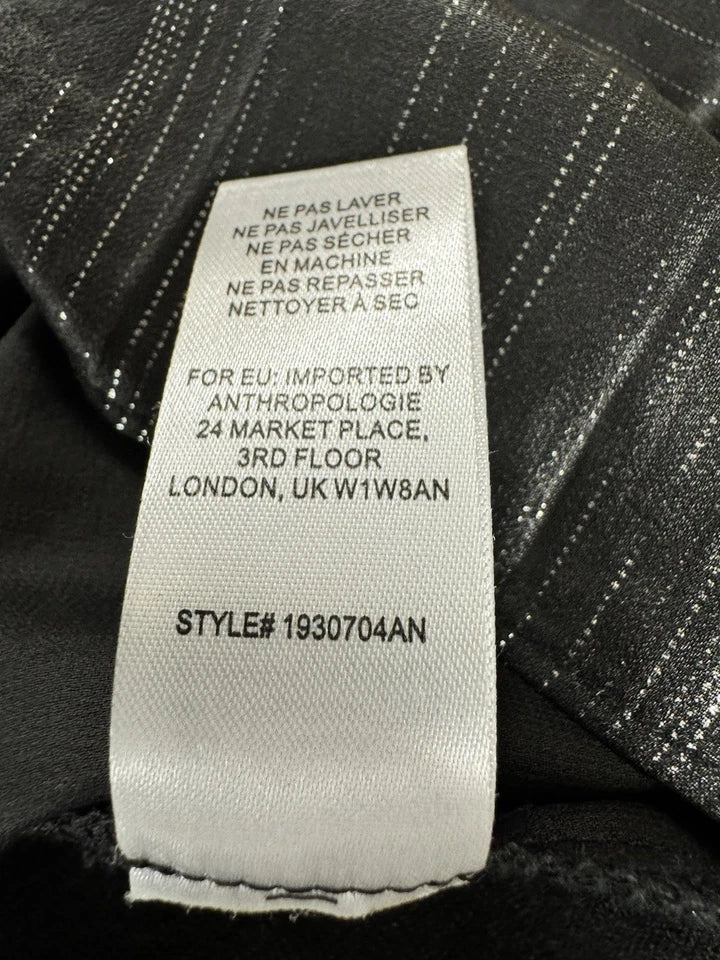 NE PAS LAVER
NE PAS JAVELLISER
NE PAS SÉCHER
EN MACHINE
NE PAS REPASSER
NETTOYER À SEC
FOR EU: IMPORTED BY
ANTHROPOLOGIE
24 MARKET PLACE,
3RD FLOOR
LONDON, UK W1W8AN
STYLE# 1930704AN